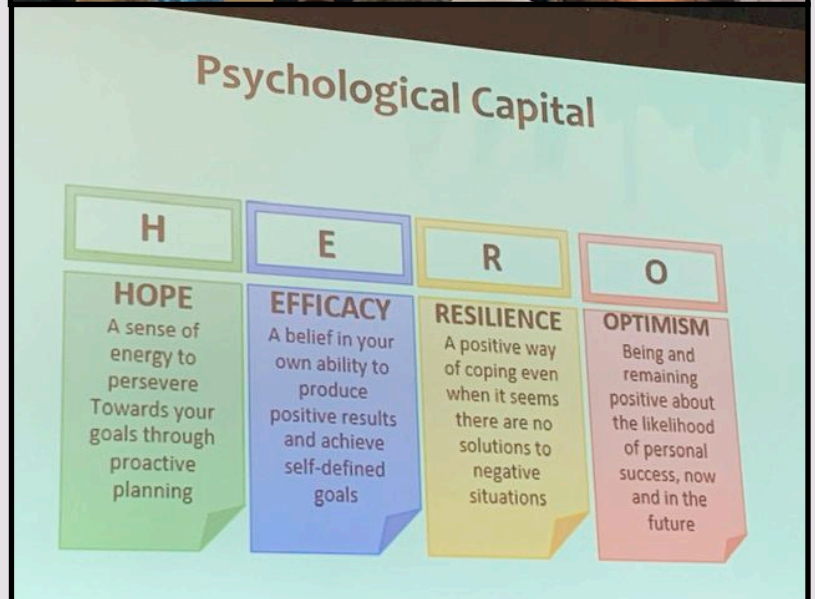 Psychological Capital
H
HOPE
A sense of
energy to
persevere
Towards your
goals through
proactive
planning
E
EFFICACY
A belief in your
own ability to
produce
positive results
and achieve
self-defined
goals
R
RESILIENCE
A positive way
of coping even
when it seems
there are no
solutions to
negative
situations
O
OPTIMISM
Being and
remaining
positive about
the likelihood
of personal
success, now
and in the
future